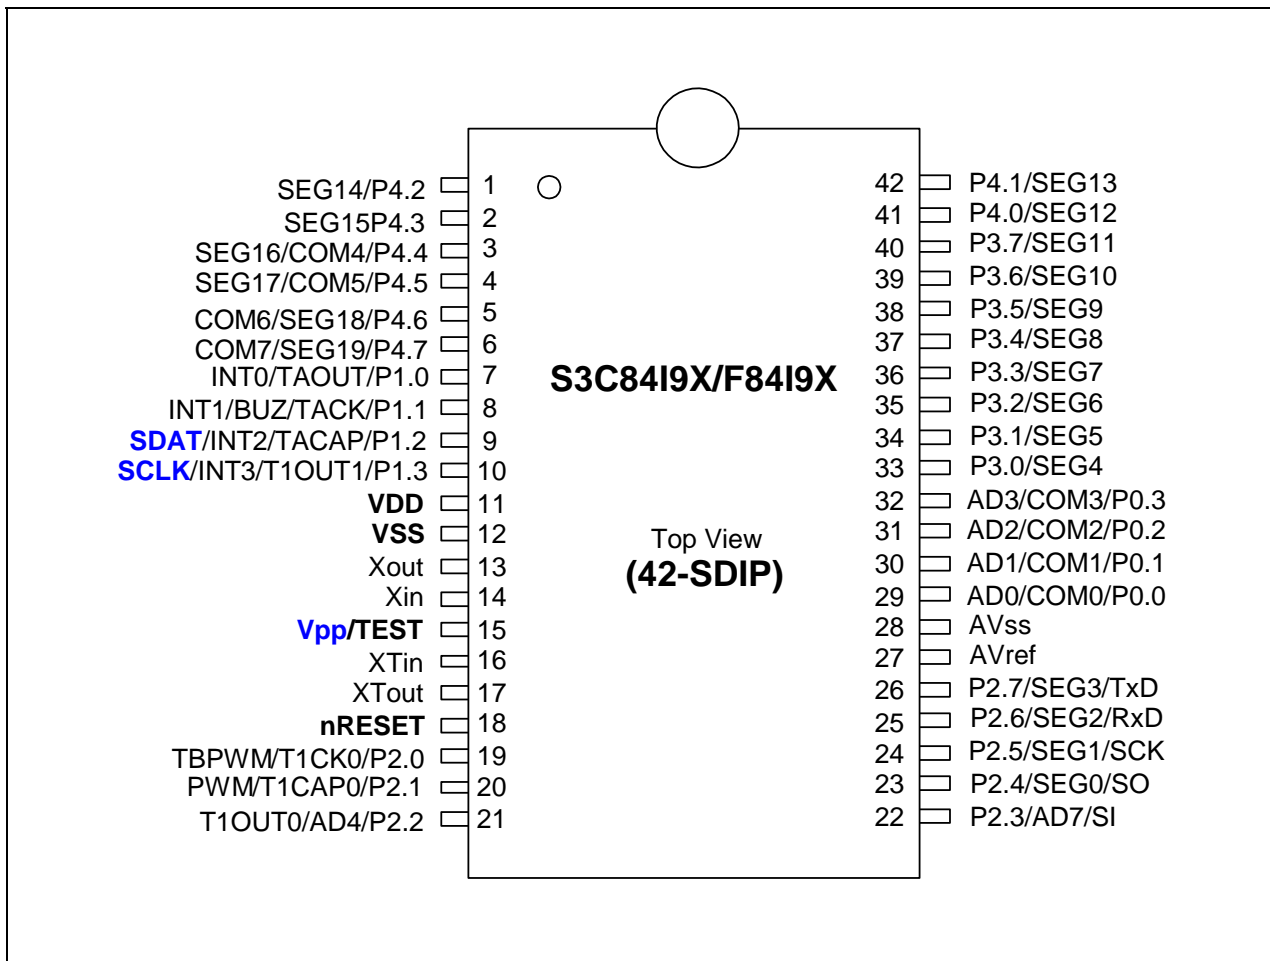 SEG14/P4.2 1
SEG15P4.3 2
SEG16/COM4/P4.4 3
SEG17/COM5/P4.5 4
COM6/SEG18/P4.6 5
COM7/SEG19/P4.7 6
INT0/TAOUT/P1.0 7
INT1/BUZ/TACK/P1.1 8
SDAT/INT2/TACAP/P1.2 9
SCLK/INT3/T1OUT1/P1.3 10
VDD 11
VSS 12
Xout 13
Xin 14
Vpp/TEST 15
XTin 16
XTout 17
nRESET 18
TBPWM/T1CK0/P2.0 19
PWM/T1CAP0/P2.1 20
T1OUT0/AD4/P2.2 21
S3C84I9X/F84I9X
Top View
(42-SDIP)
42 P4.1/SEG13
41 P4.0/SEG12
40 P3.7/SEG11
39 P3.6/SEG10
38 P3.5/SEG9
37 P3.4/SEG8
36 P3.3/SEG7
35 P3.2/SEG6
34 P3.1/SEG5
33 P3.0/SEG4
32 AD3/COM3/P0.3
31 AD2/COM2/P0.2
30 AD1/COM1/P0.1
29 AD0/COM0/P0.0
28 AVss
27 AVref
26 P2.7/SEG3/TxD
25 P2.6/SEG2/RxD
24 P2.5/SEG1/SCK
23 P2.4/SEG0/SO
22 P2.3/AD7/SI